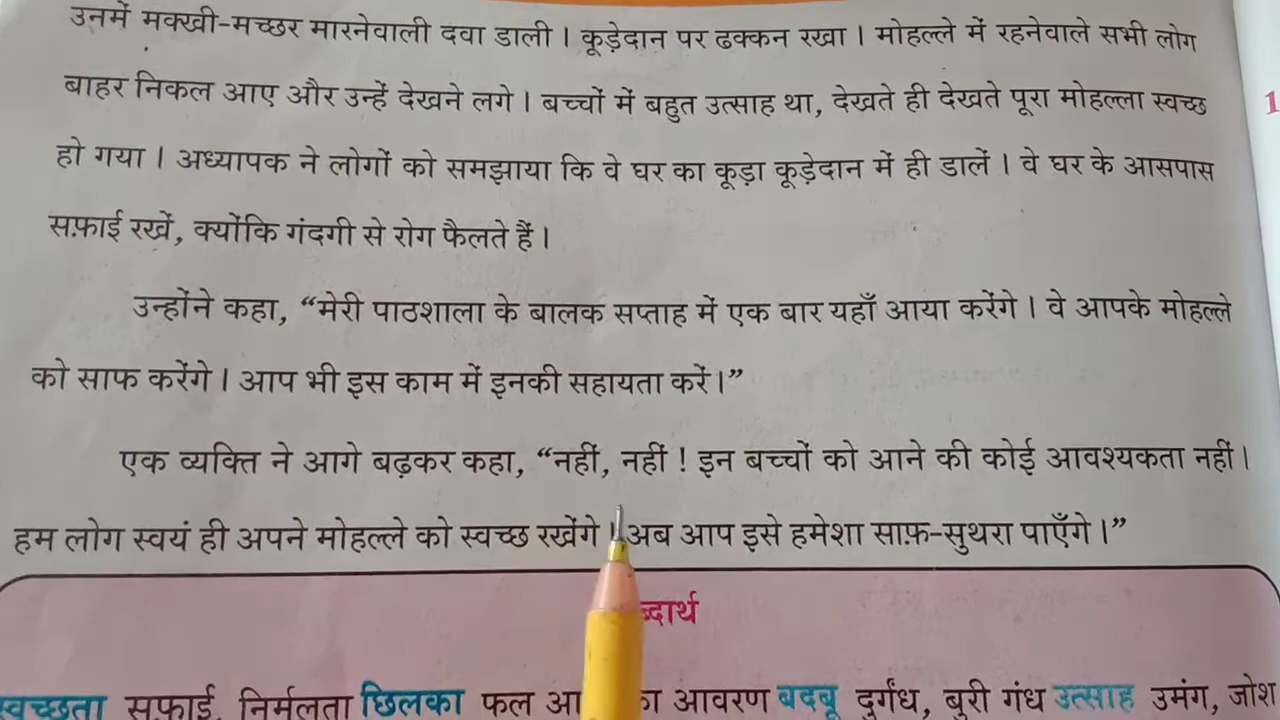 उनमें मक्खी-मच्छर मारनेवाली दवा डाली । कूड़ेदान पर ढक्कन रखा । मोहल्ले में रहनेवाले सभी लोग
बाहर निकल आए और उन्हें देखने लगे । बच्चों में बहुत उत्साह था, देखते ही देखते पूरा मोहल्ला स्वच्छ
1
हो गया । अध्यापक ने लोगों को समझाया कि वे घर का कूड़ा कूड़ेदान में ही डालें । वे घर के आसपास
सफ़ाई रखें, क्योंकि गंदगी से रोग फैलते हैं ।
उन्होंने कहा, “मेरी पाठशाला के बालक सप्ताह में एक बार यहाँ आया करेंगे । वे आपके मोहल्ले
को साफ करेंगे । आप भी इस काम में इनकी सहायता करें ।”
एक व्यक्ति ने आगे बढ़कर कहा, “नहीं, नहीं ! इन बच्चों को आने की कोई आवश्यकता नहीं ।
हम लोग स्वयं ही अपने मोहल्ले को स्वच्छ रखेंगे । अब आप इसे हमेशा साफ़-सुथरा पाएँगे ।”
ब्दार्थ
स्वच्छता सफ़ाई, निर्मलता छिलका फल आ का आवरण बदबू दुर्गंध, बुरी गंध उत्साह उमंग, जोश